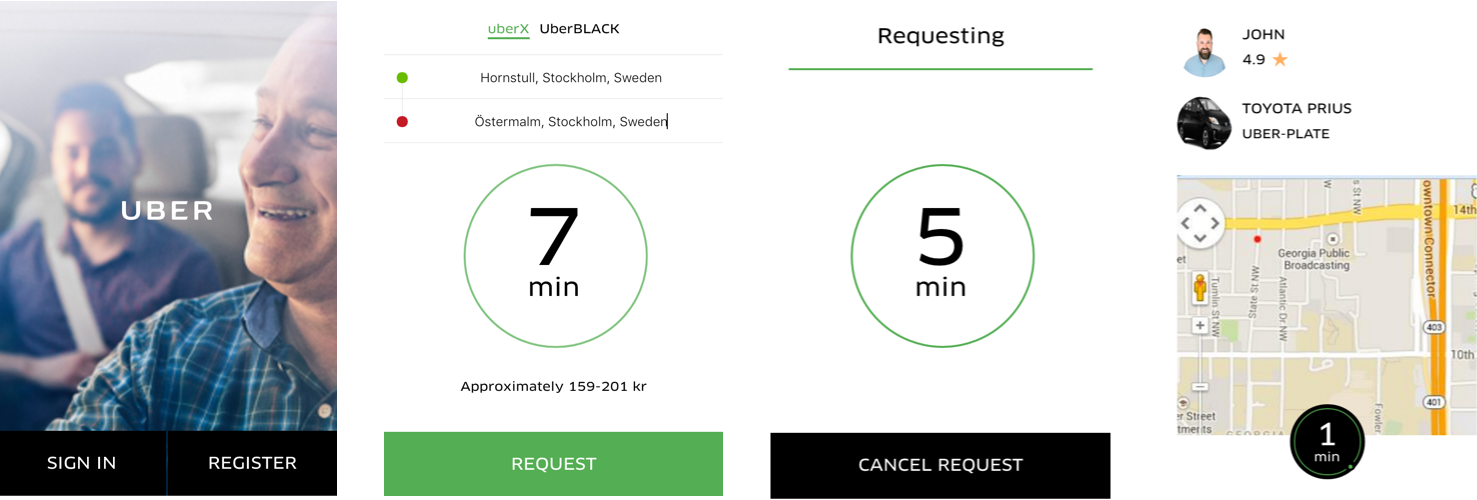 UBER
SIGN IN
REGISTER
uberX UberBLACK
Hornstull, Stockholm, Sweden
Östermalm, Stockholm, Sweden
7
min
Approximately 159-201 kr
REQUEST
Requesting
5
min
CANCEL REQUEST
JOHN
4.9
TOYOTA PRIUS
UBER-PLATE
W
s St NW
owntown Connector
14th
et
Georgia Public
Broadcasting
Tumlin St NW
State St NW
Atlantic Dr NW
403
10th
401
er Street
tments
GEORGIA
Fowler
1
min